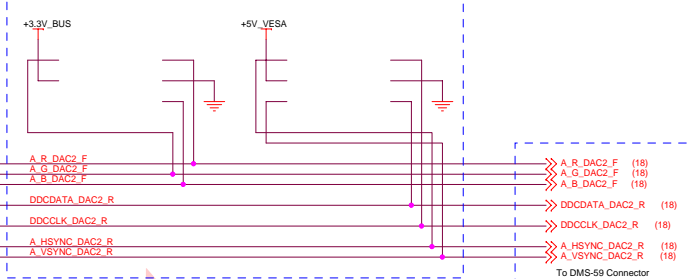 +3.3V_BUS +5V_VESA
A_R_DAC2_F A_R_DAC2_F (18)
A_G_DAC2_F A_G_DAC2_F (18)
A_B_DAC2_F A_B_DAC2_F (18)
DDCDATA_DAC2_R DDCDATA_DAC2_R (18)
DDCCLK_DAC2_R DDCCLK_DAC2_R (18)
A_HSYNC_DAC2_R A_HSYNC_DAC2_R (18)
A_VSYNC_DAC2_R A_VSYNC_DAC2_R (18)
To DMS-59 Connector